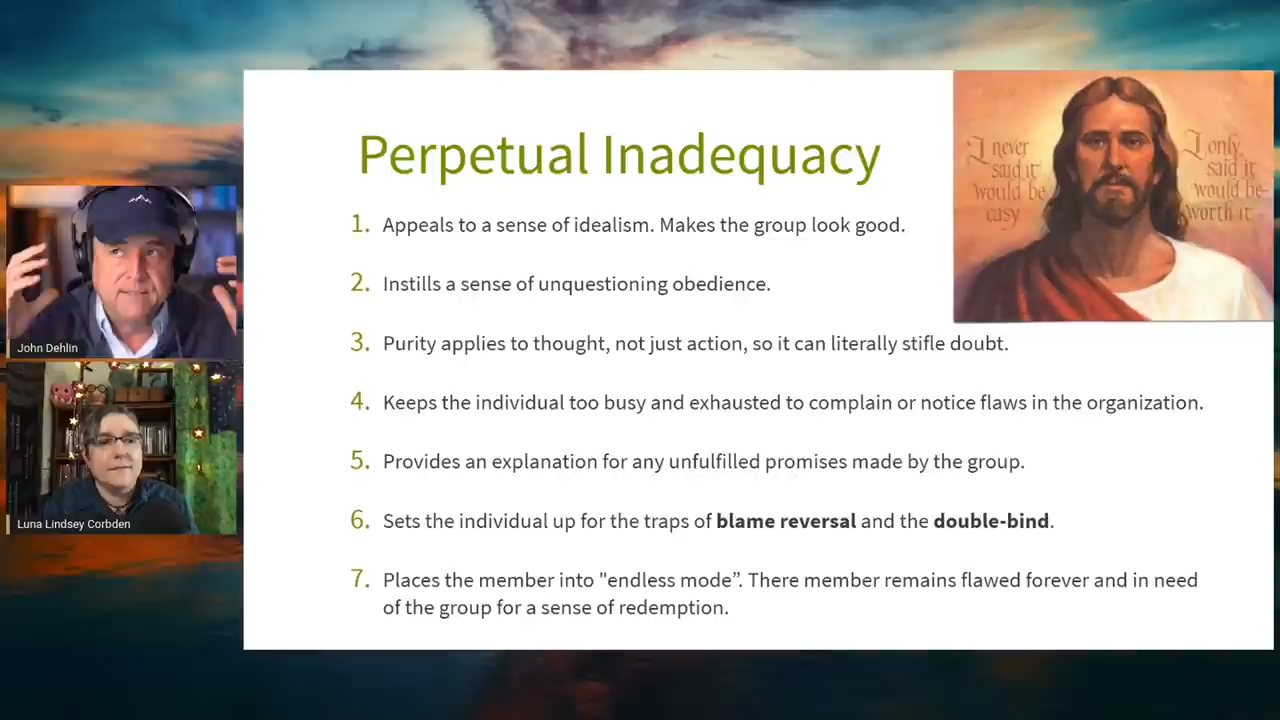 Perpetual Inadequacy
I never
said it
would be
easy
I only
said it
would be
worth it
1. Appeals to a sense of idealism. Makes the group look good.
2. Instills a sense of unquestioning obedience.
3. Purity applies to thought, not just action, so it can literally stifle doubt.
4. Keeps the individual too busy and exhausted to complain or notice flaws in the organization.
5. Provides an explanation for any unfulfilled promises made by the group.
6. Sets the individual up for the traps of blame reversal and the double-bind.
7. Places the member into "endless mode”. There member remains flawed forever and in need
of the group for a sense of redemption.
John Dehlin
Luna Lindsey Corbden